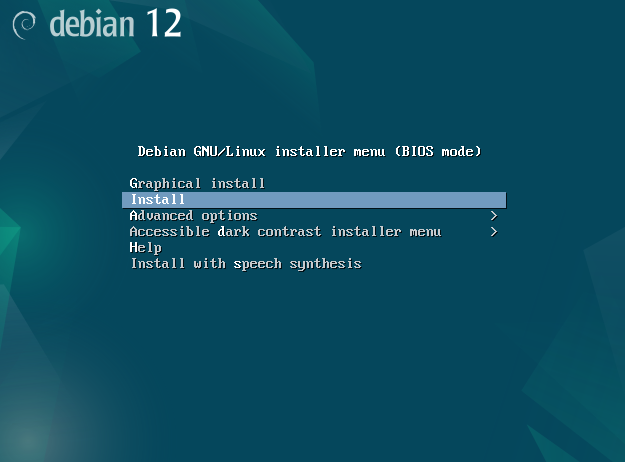 debian 12
Debian GNU/Linux installer menu (BIOS mode)
Graphical install
Install
Advanced options >
Accessible dark contrast installer menu >
Help
Install with speech synthesis